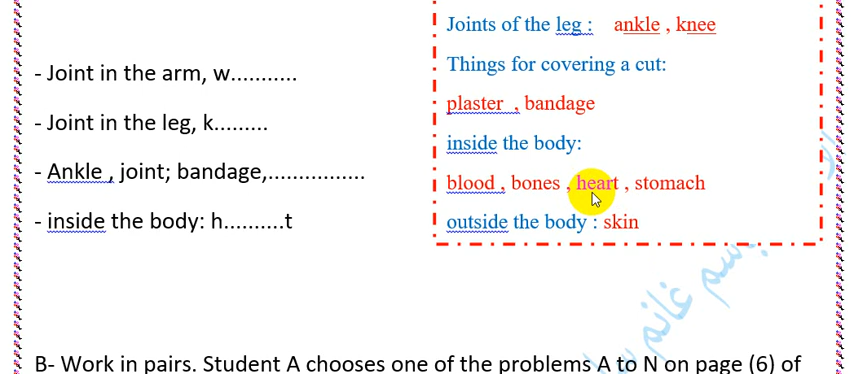 Joints of the leg : ankle , knee
Things for covering a cut:
plaster , bandage
inside the body:
blood , bones , heart , stomach
outside the body : skin
- Joint in the arm, w...........
- Joint in the leg, k.........
- Ankle , joint; bandage,................
- inside the body: h..........t
B- Work in pairs. Student A chooses one of the problems A to N on page (6) of